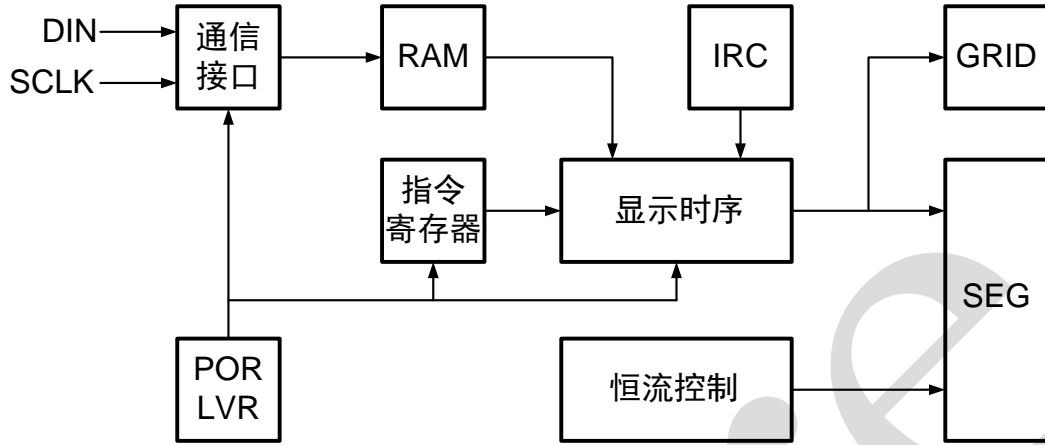 DIN
SCLK
通信
接口
RAM
IRC
GRID
指令
寄存器
显示时序
SEG
POR
LVR
恒流控制